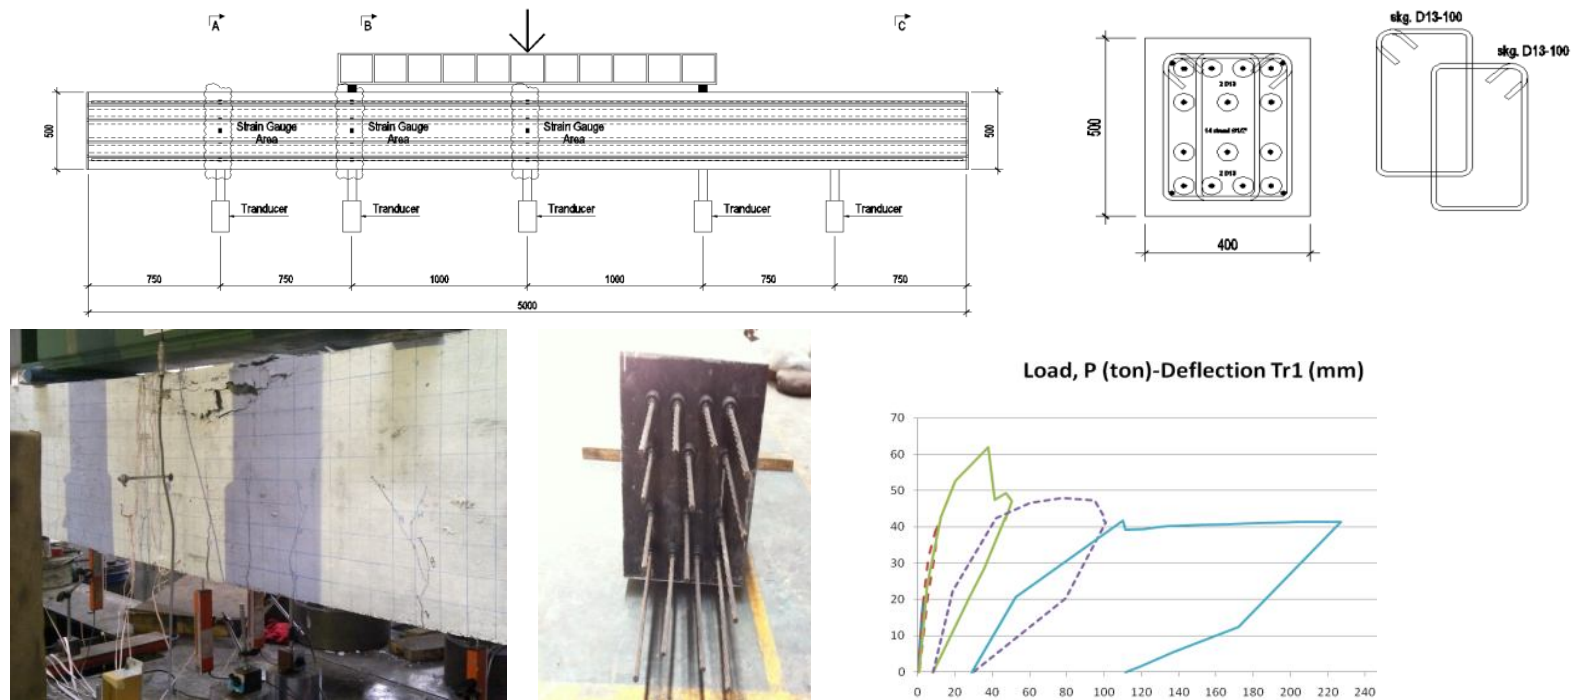 A
B
C
skg. D13-100
skg. D13-100
500
Strain Gauge
Area
Strain Gauge
Area
Strain Gauge
Area
500
500
2 D13
14 strand
2 D13
400
Tranducer
Tranducer
Tranducer
Tranducer
Tranducer
750
750
1000
1000
750
750
5000
Load, P (ton)-Deflection Tr1 (mm)
70
60
50
40
30
20
10
0
0 20 40 60 80 100 120 140 160 180 200 220 240